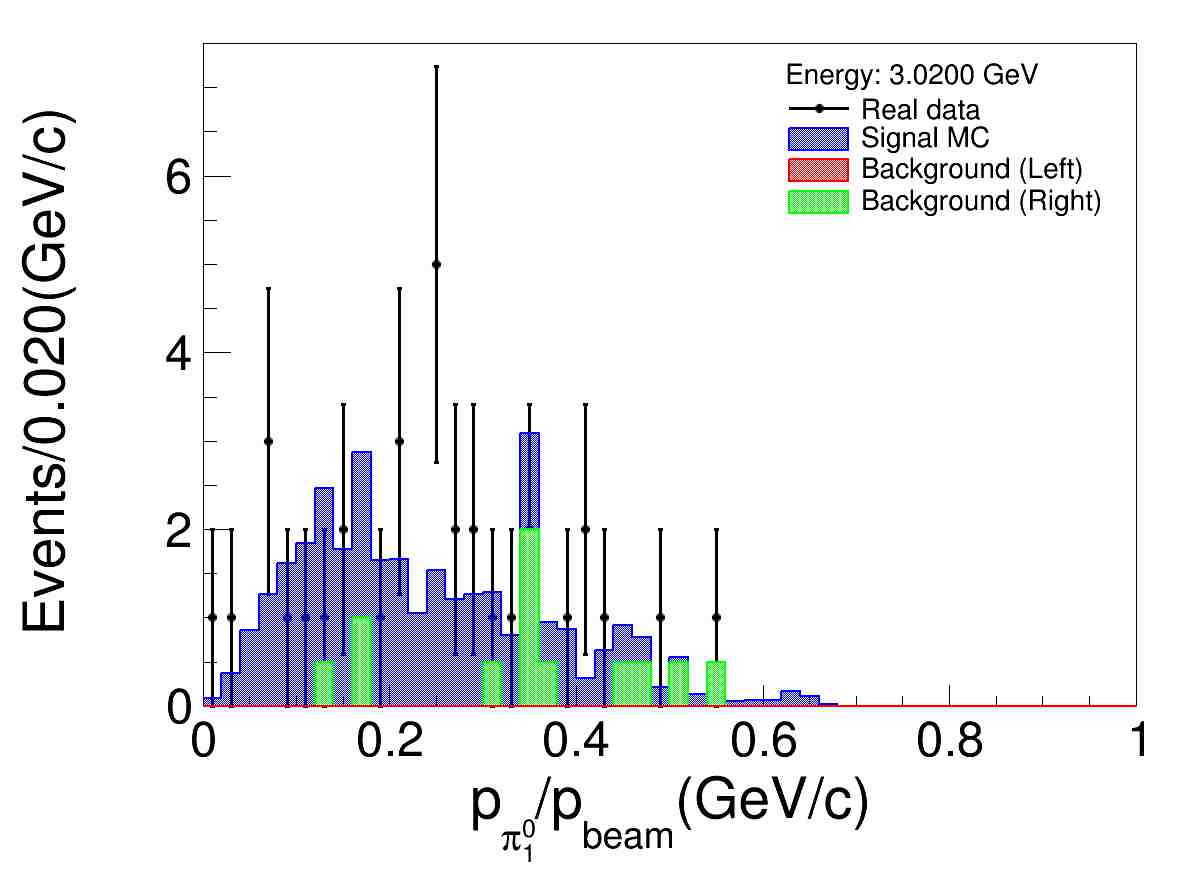 Energy: 3.0200 GeV
Real data
Signal MC
Background (Left)
Background (Right)
Events/0.020(GeV/c)
6
4
2
0
0 0.2 0.4 0.6 0.8 1
p_{π^0_1}/p_{beam}(GeV/c)